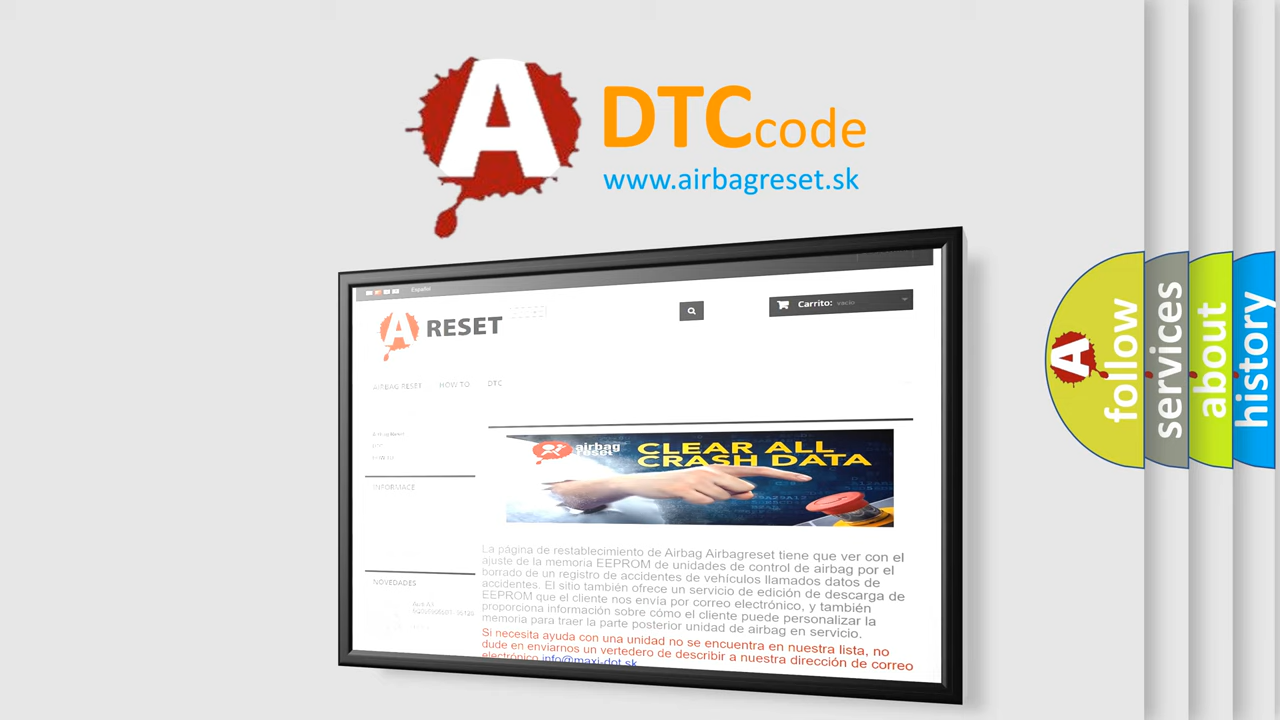 A
DTCcode
www.airbagreset.sk
Español
A RESET
Carrito: vacío
AIRBAG RESET HOW TO DTC
HOW TO
INFORMACE
airbag
reset
CLEAR ALL
CRASH DATA
La página de restablecimiento de Airbag Airbagreset tiene que ver con el
ajuste de la memoria EEPROM de unidades de control de airbag por el
borrado de un registro de accidentes de vehículos llamados datos de
accidentes. El sitio también ofrece un servicio de edición de descarga de
EEPROM que el cliente nos envía por correo electrónico, y también
proporciona información sobre cómo el cliente puede personalizar la
memoria para traer la parte posterior unidad de airbag en servicio.
Si necesita ayuda con una unidad no se encuentra en nuestra lista, no
dude en enviarnos un vertedero de describir a nuestra dirección de correo
electrónico info@maxi-dot.sk
NOVEDADES
A
follow
services
about
history